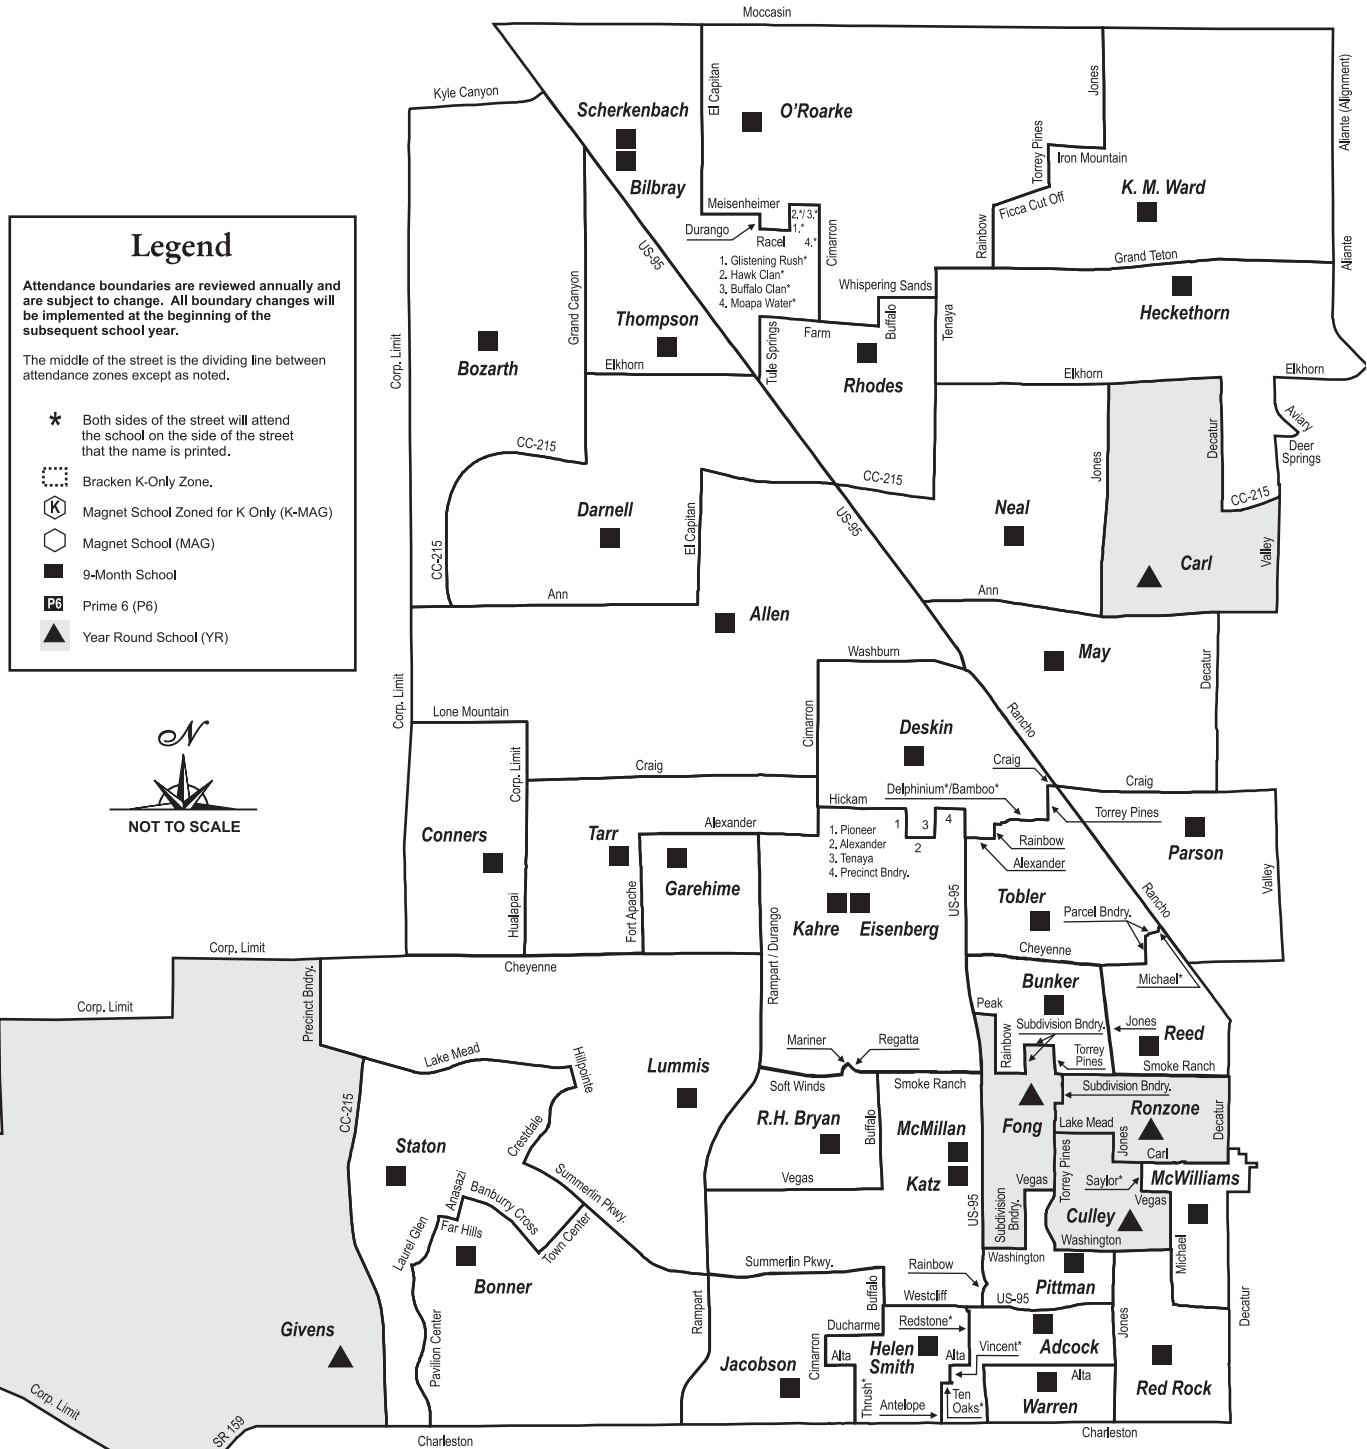 Moccasin
Kyle Canyon
El Capitan
Jones
Aliante (Alignment)
Scherkenbach
O'Roarke
Bilbray
Torrey Pines
Iron Mountain
K. M. Ward
Ficca Cut Off
Rainbow
Meisenheimer
Durango
Racel
2.*/ 3.*
1.*
4.*
Cimarron
US-95
Grand Teton
Aliante
1. Glistening Rush*
2. Hawk Clan*
3. Buffalo Clan*
4. Moapa Water*
Whispering Sands
Heckethorn
Legend
Attendance boundaries are reviewed annually and
are subject to change. All boundary changes will
be implemented at the beginning of the
subsequent school year.
The middle of the street is the dividing line between
attendance zones except as noted.
* Both sides of the street will attend
the school on the side of the street
that the name is printed.
Bracken K-Only Zone.
K Magnet School Zoned for K Only (K-MAG)
Magnet School (MAG)
9-Month School
P6 Prime 6 (P6)
Year Round School (YR)
N
NOT TO SCALE
Corp. Limit
Grand Canyon
Bozarth
Thompson
Elkhorn
Tule Springs
Farm
Buffalo
Tenaya
Rhodes
Elkhorn
Elkhorn
CC-215
CC-215
Darnell
El Capitan
CC-215
US-95
Neal
Jones
Decatur
Aviary
Deer
Springs
CC-215
Valley
Carl
Ann
Ann
Allen
May
Decatur
Washburn
Corp. Limit
Lone Mountain
Corp. Limit
Cimarron
Deskin
Rancho
Craig
Craig
Craig
Delphinium*/Bamboo*
Hickam
Torrey Pines
Rainbow
Alexander
Alexander
1
3
4
2
1. Pioneer
2. Alexander
3. Tenaya
4. Precinct Bndry.
Conners
Hualapai
Tarr
Fort Apache
Garehime
Rampart / Durango
Kahre
Eisenberg
US-95
Tobler
Parcel Bndry.
Rancho
Parson
Valley
Cheyenne
Michael*
Corp. Limit
Corp. Limit
Precinct Bndry.
Cheyenne
Bunker
Peak
Rainbow
Subdivision Bndry.
Torrey
Pines
Jones
Reed
Smoke Ranch
Lake Mead
Hillpointe
Lummis
Mariner
Regatta
Soft Winds
Smoke Ranch
CC-215
Crestdale
Staton
R.H. Bryan
Buffalo
McMillan
Katz
Vegas
US-95
Fong
Subdivision Bndry.
Ronzone
Lake Mead
Jones
Carl
Decatur
Torrey Pines
Saylor*
McWilliams
Vegas
Vegas
Subdivision
Bndry.
Culley
Washington
Washington
Michael
Anasazi
Banburry Cross
Summerlin Pkwy.
Laurel Glen
Far Hills
Town Center
Bonner
Summerlin Pkwy.
Rainbow
Pittman
Decatur
Givens
Pavilion Center
Rampart
Buffalo
Westcliff
US-95
Jones
Ducharme
Redstone*
Cimarron
Alta
Helen
Smith
Alta
Vincent*
Adcock
Jacobson
Thrush*
Antelope
Ten
Oaks*
Alta
Warren
Red Rock
Corp. Limit
SR 159
Charleston
Charleston